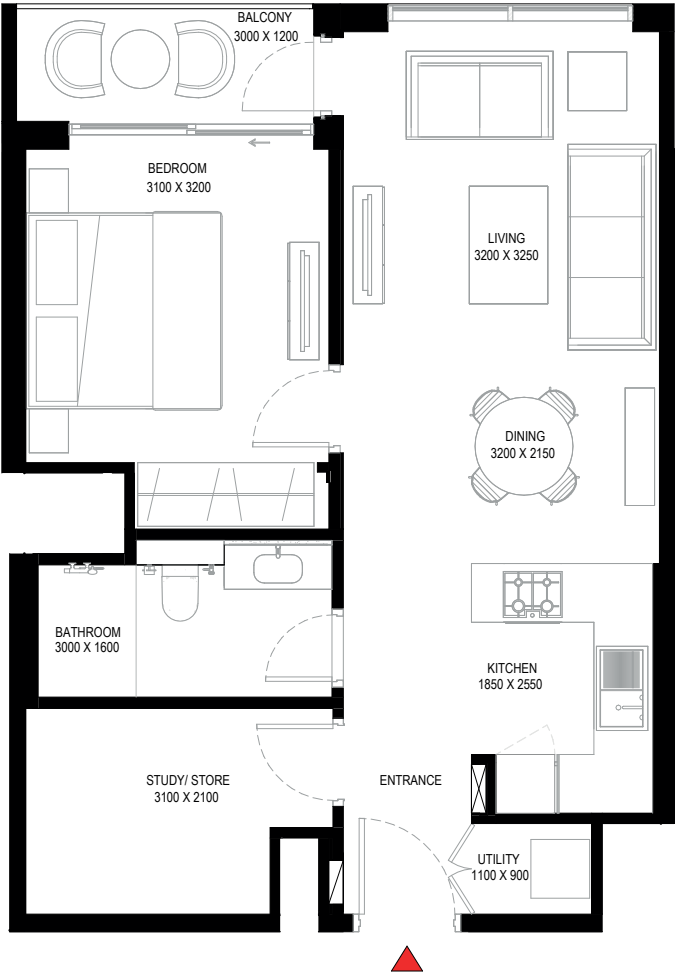 BALCONY
3000 X 1200
BEDROOM
3100 X 3200
LIVING
3200 X 3250
DINING
3200 X 2150
BATHROOM
3000 X 1600
KITCHEN
1850 X 2550
STUDY/ STORE
3100 X 2100
ENTRANCE
UTILITY
1100 X 900